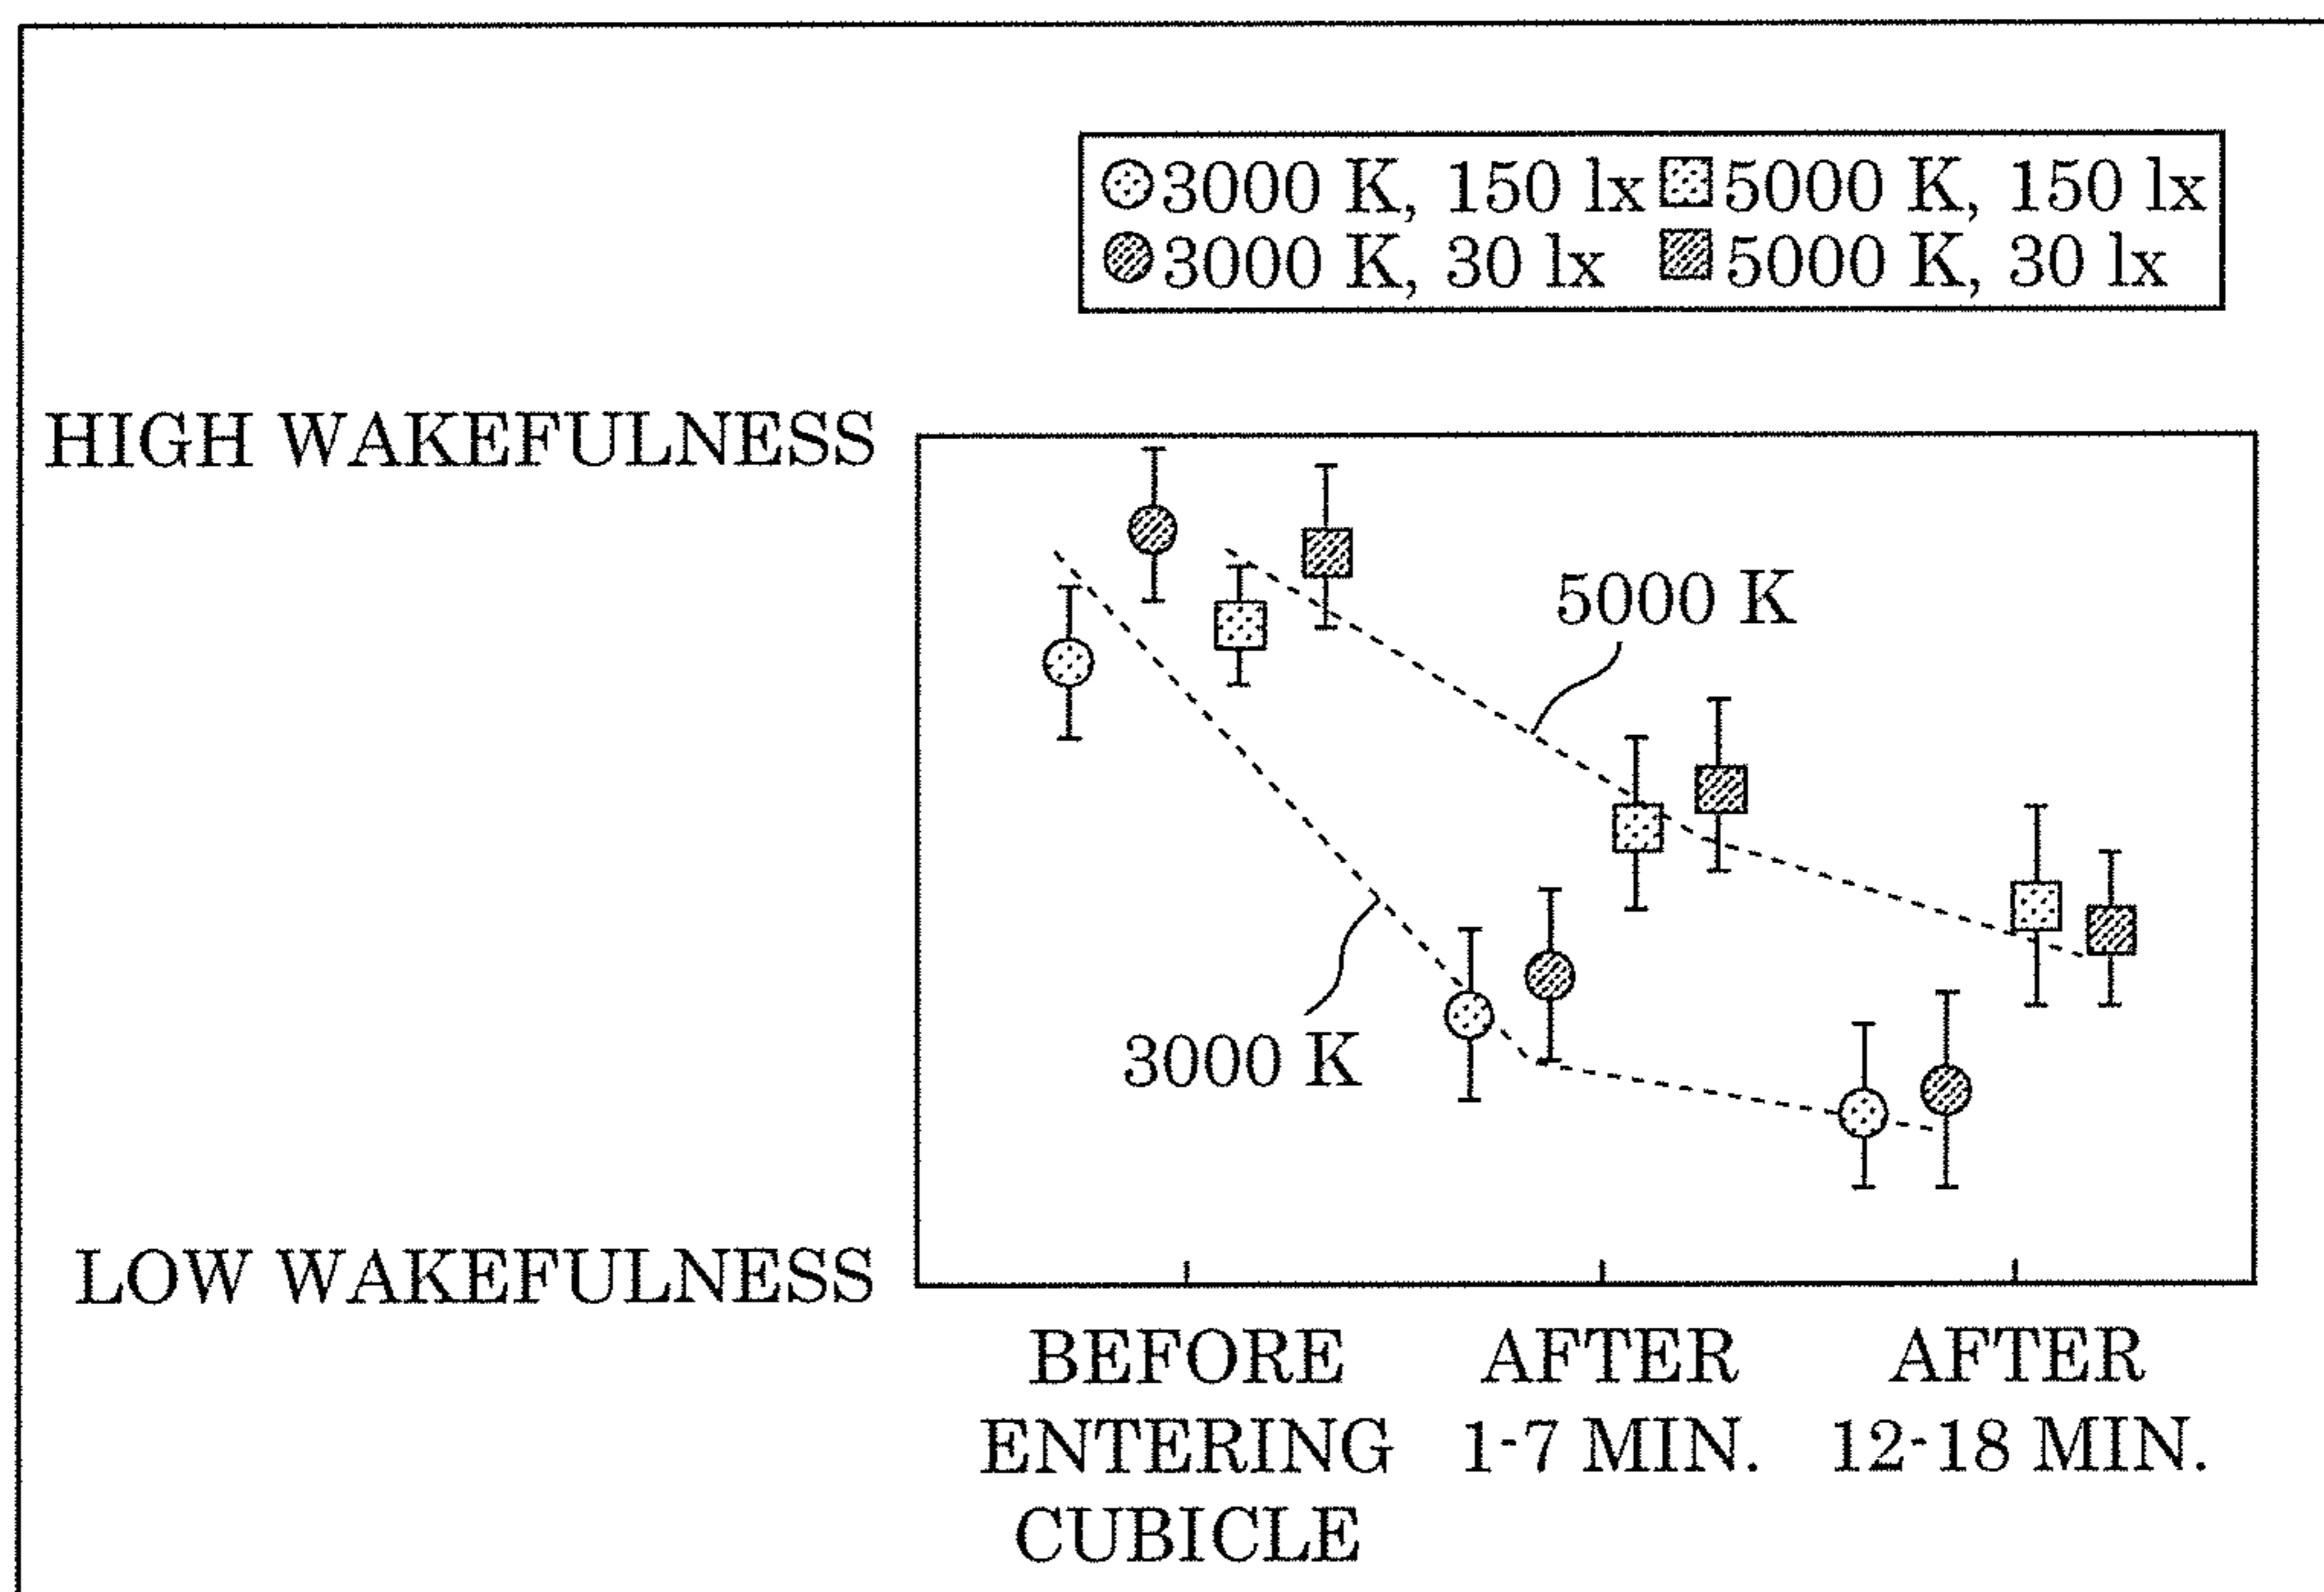 3000 K, 150 lx 5000 K, 150 lx
3000 K, 30 lx 5000 K, 30 lx
HIGH WAKEFULNESS
5000 K
3000 K
LOW WAKEFULNESS
BEFORE ENTERING CUBICLE
AFTER 1-7 MIN.
AFTER 12-18 MIN.